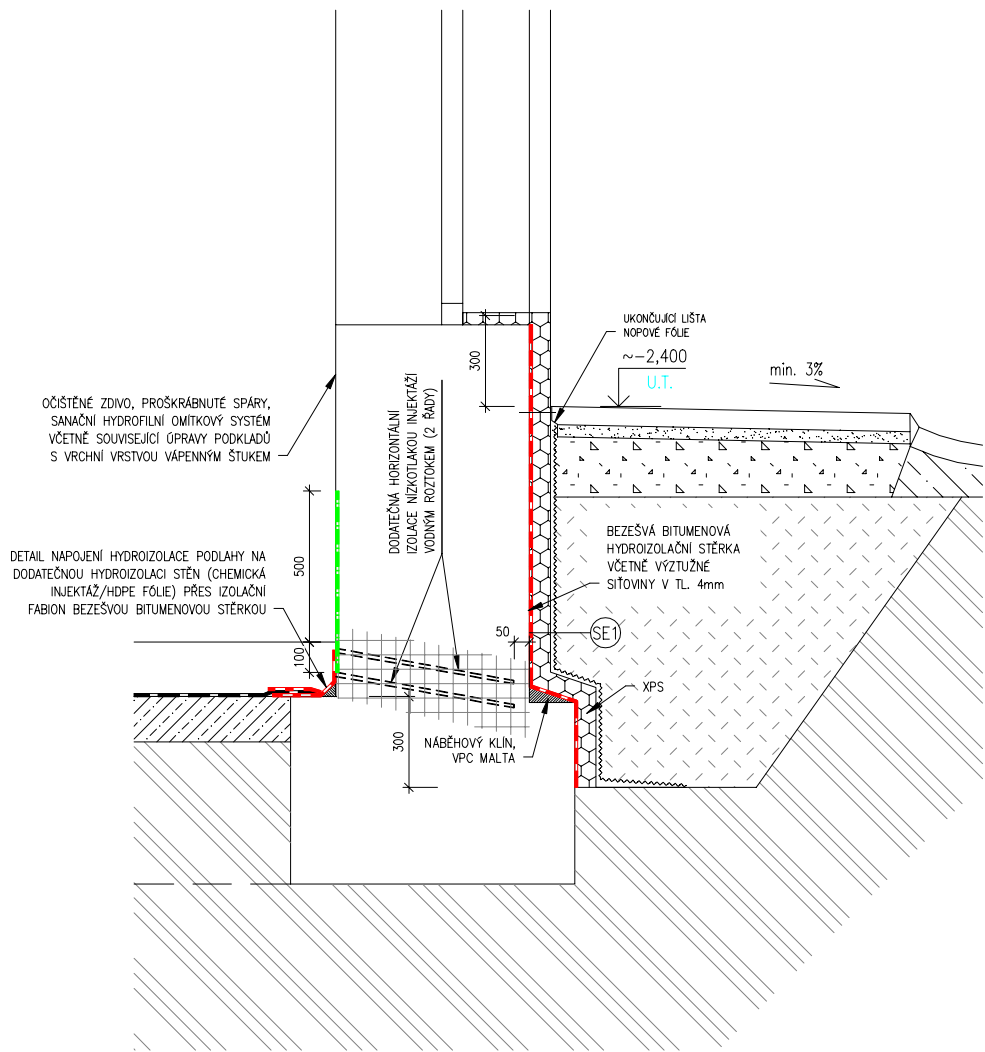 UKONČUJÍCÍ LIŠTA
NOPOVÉ FÓLIE
~-2,400
U.T.
min. 3%
300
OČIŠTĚNÉ ZDIVO, PROŠKRÁBNUTÉ SPÁRY,
SANAČNÍ HYDROFILNÍ OMÍTKOVÝ SYSTÉM
VČETNĚ SOUVISEJÍCÍ ÚPRAVY PODKLADŮ
S VRCHNÍ VRSTVOU VÁPENNÝM ŠTUKEM
DODATEČNÁ HORIZONTÁLNÍ
IZOLACE NÍZKOTLAKOU INJEKTÁŽÍ
VODNÝM ROZTOKEM (2 ŘADY)
500
DETAIL NAPOJENÍ HYDROIZOLACE PODLAHY NA
DODATEČNOU HYDROIZOLACI STĚN (CHEMICKÁ
INJEKTÁŽ/HDPE FÓLIE) PŘES IZOLAČNÍ
FABION BEZEŠVOU BITUMENOVOU STĚRKOU
BEZEŠVÁ BITUMENOVÁ
HYDROIZOLAČNÍ STĚRKA
VČETNĚ VÝZTUŽNÉ
SIŤOVINY V TL. 4mm
50
SE1
100
XPS
300
NÁBĚHOVÝ KLÍN,
VPC MALTA